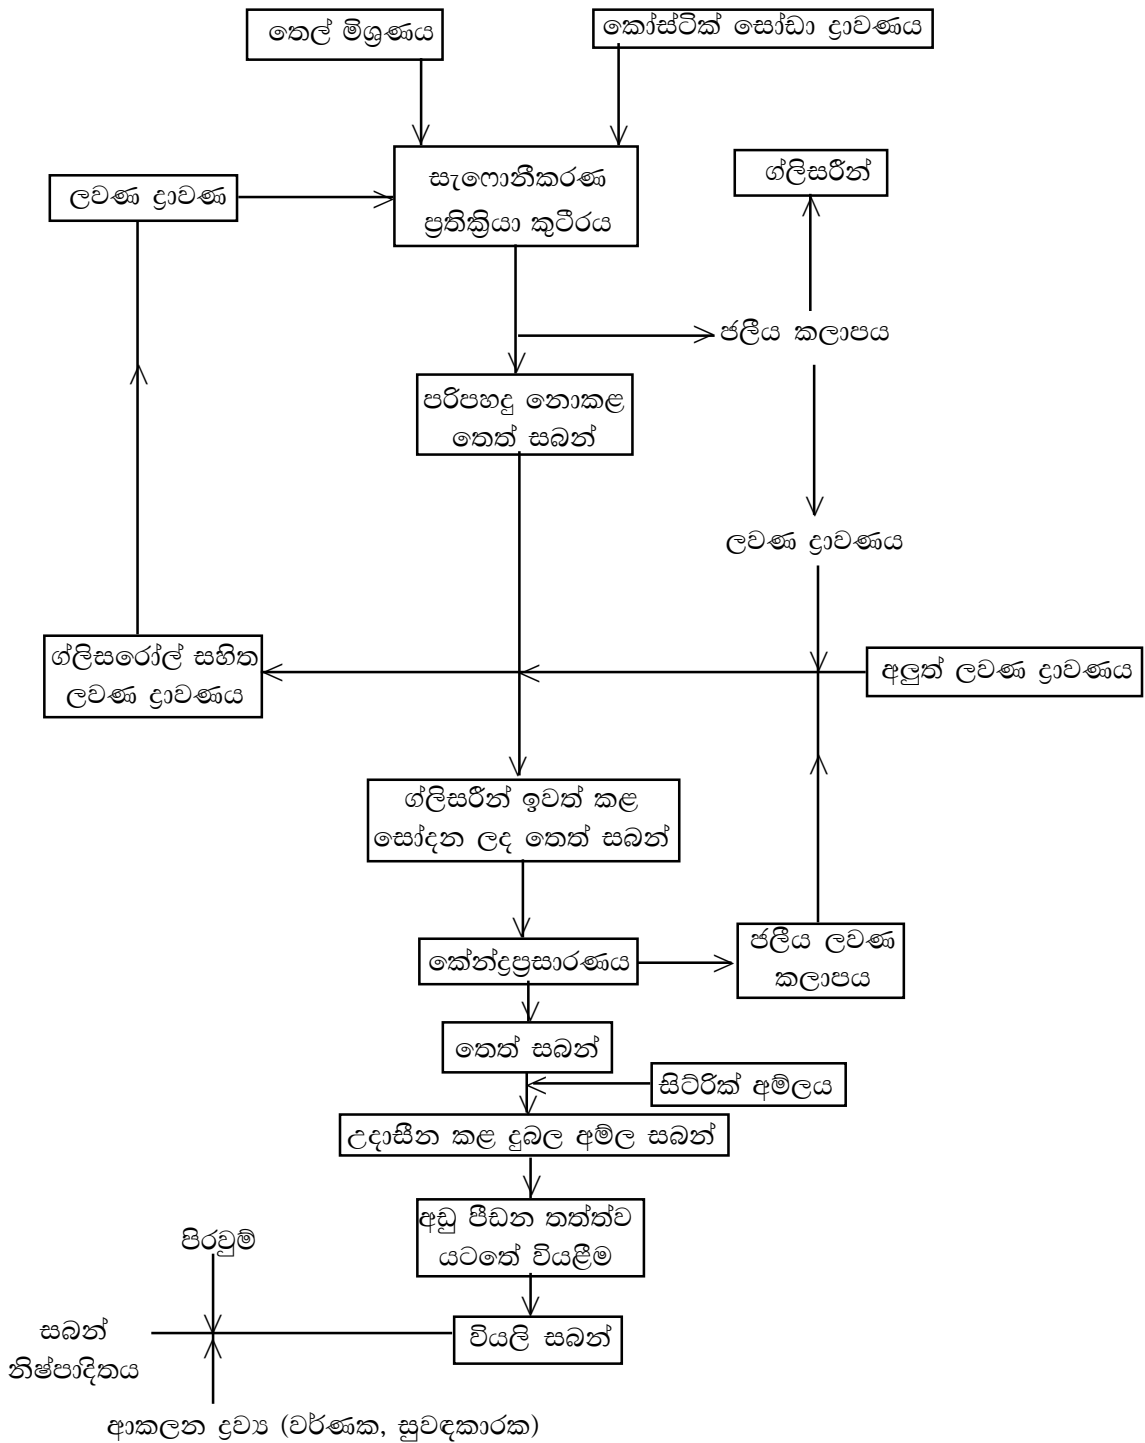 තෙල් මිශ්‍රණය
කෝස්ටික් සෝඩා ද්‍රාවණය
සැෆොනීකරණ
ප්‍රතික්‍රියා කුටීරය
ග්ලිසරීන්
ලවණ ද්‍රාවණ
ජලීය කලාපය
පරිපහදු නොකළ
තෙත් සබන්
ලවණ ද්‍රාවණය
ග්ලිසරෝල් සහිත
ලවණ ද්‍රාවණය
අලුත් ලවණ ද්‍රාවණය
ග්ලිසරීන් ඉවත් කළ
සෝදන ලද තෙත් සබන්
කේන්ද්‍රප්‍රසාරණය
ජලීය ලවණ
කලාපය
තෙත් සබන්
සිට්රික් අම්ලය
උදාසීන කළ දුබල අම්ල සබන්
අඩු පීඩන තත්ත්ව
යටතේ වියළීම
පිරවුම්
සබන්
නිෂ්පාදිතය
වියලි සබන්
ආකලන ද්‍රව්‍ය (වර්ණක, සුවඳකාරක)